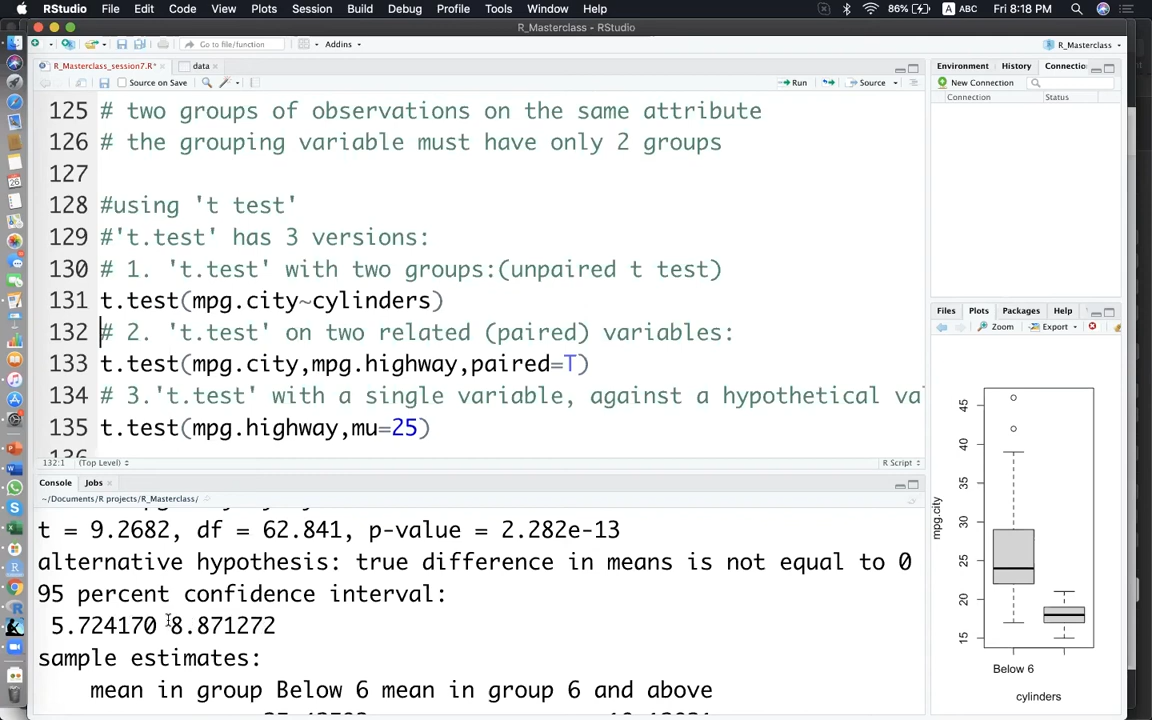 RStudio File Edit Code View Plots Session Build Debug Profile Tools Window Help 86% A ABC Fri 8:18 PM
R_Masterclass - RStudio
Go to file/function Addins R_Masterclass
R_Masterclass_session7.R* data
Source on Save Run Source
125 # two groups of observations on the same attribute
126 # the grouping variable must have only 2 groups
127
128 #using 't test'
129 #'t.test' has 3 versions:
130 # 1. 't.test' with two groups:(unpaired t test)
131 t.test(mpg.city~cylinders)
132 # 2. 't.test' on two related (paired) variables:
133 t.test(mpg.city,mpg.highway,paired=T)
134 # 3.'t.test' with a single variable, against a hypothetical va
135 t.test(mpg.highway,mu=25)
132:1 (Top Level) R Script
Console Jobs
~/Documents/R projects/R_Masterclass/
t = 9.2682, df = 62.841, p-value = 2.282e-13
alternative hypothesis: true difference in means is not equal to 0
95 percent confidence interval:
5.724170 8.871272
sample estimates:
mean in group Below 6 mean in group 6 and above
Environment History Connectio
New Connection
Connection Status
Files Plots Packages Help
Zoom Export
mpg.city
45
40
35
30
25
20
15
Below 6
cylinders